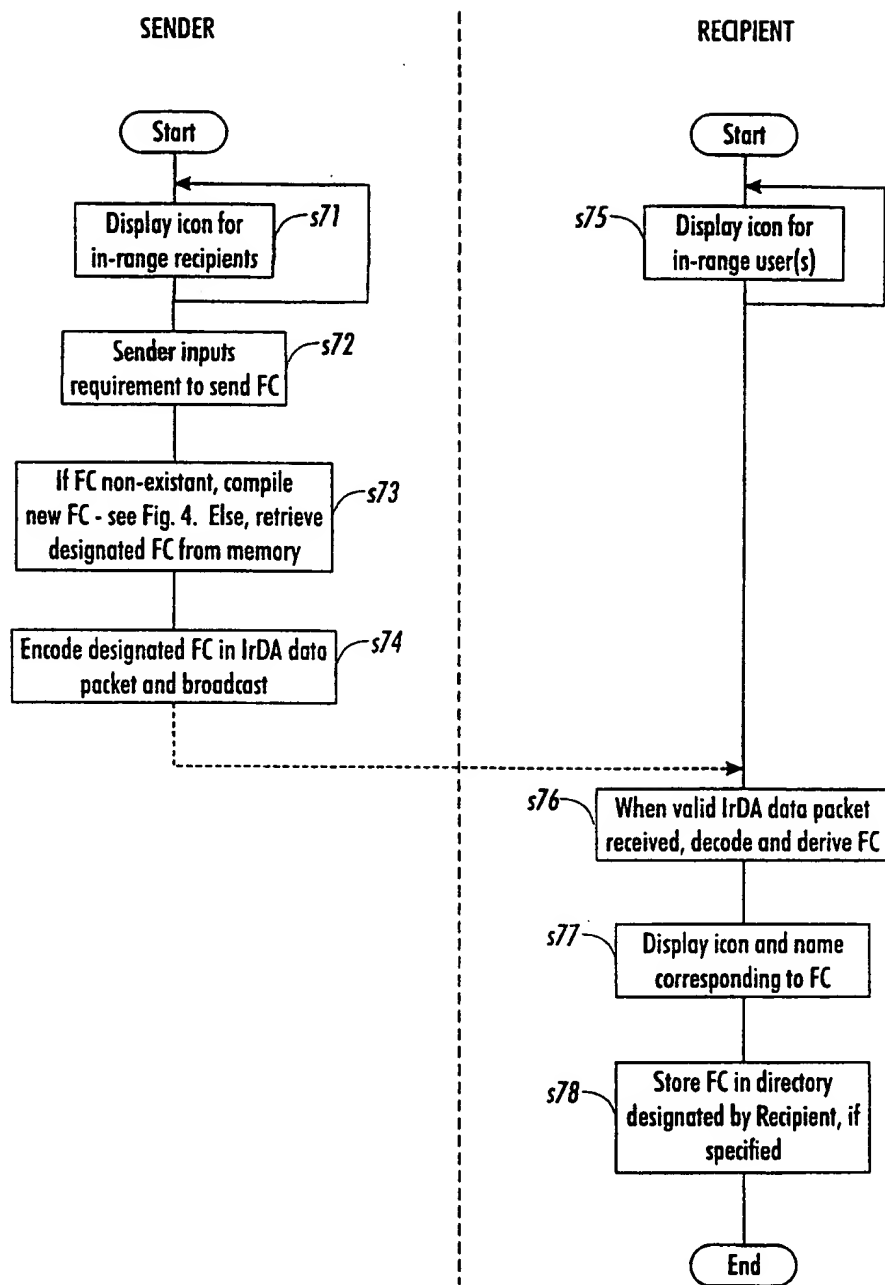 SENDER
Start
Display icon for
in-range recipients
s71
Sender inputs
requirement to send FC
s72
If FC non-existant, compile
new FC - see Fig. 4. Else, retrieve
designated FC from memory
s73
Encode designated FC in IrDA data
packet and broadcast
s74
RECIPIENT
Start
s75
Display icon for
in-range user(s)
s76
When valid IrDA data packet
received, decode and derive FC
s77
Display icon and name
corresponding to FC
s78
Store FC in directory
designated by Recipient, if
specified
End